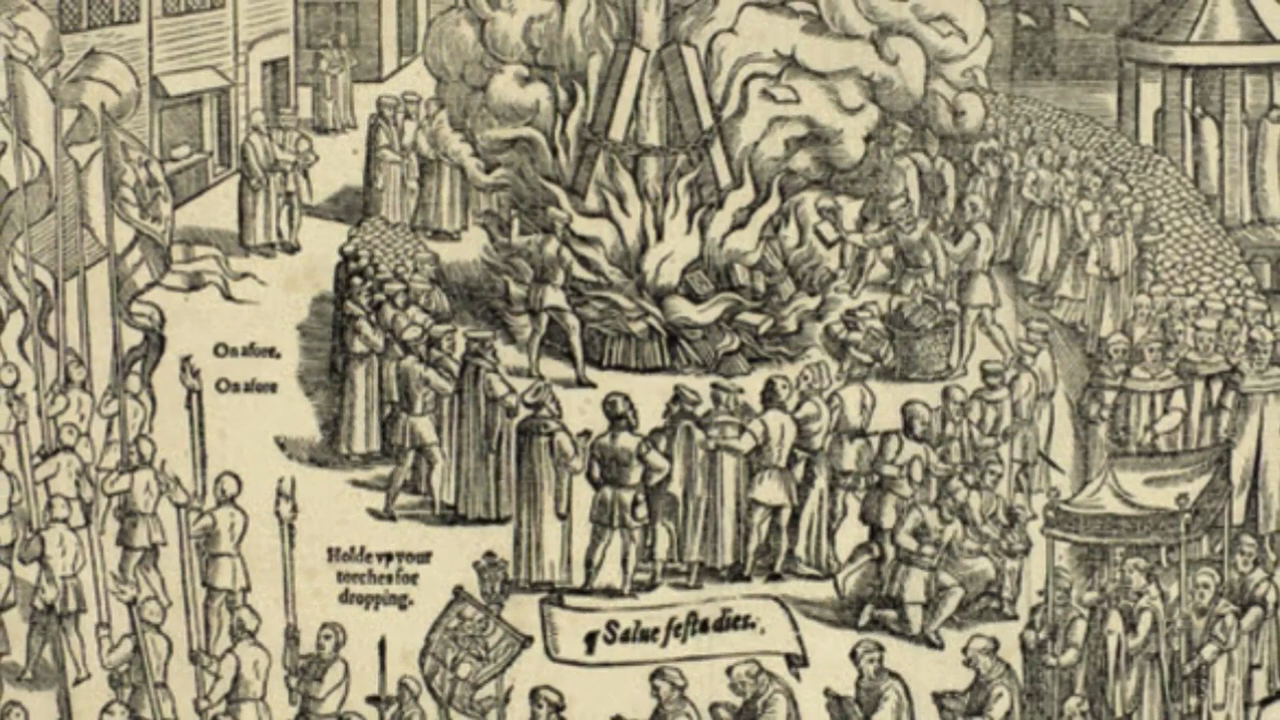 On afore.
On afore
Holde vp your
torches for
dropping.
¶ Salue festa dies.